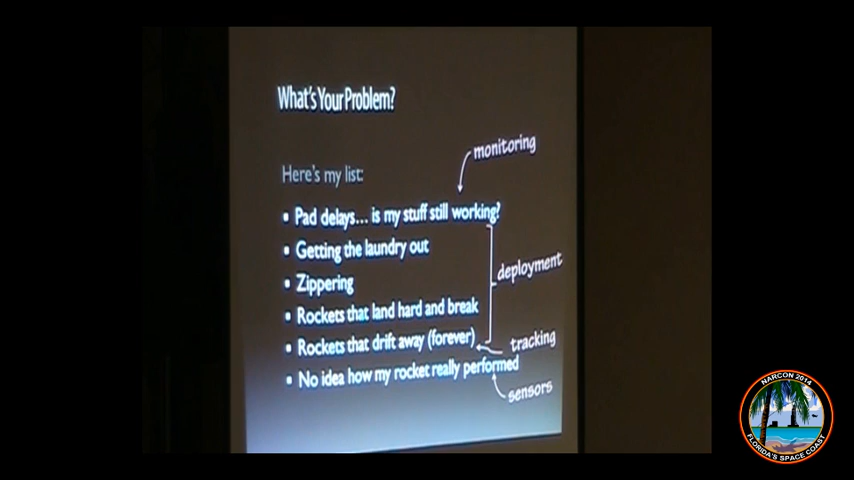 What's Your Problem?
monitoring
Here's my list:
• Pad delays... is my stuff still working?
• Getting the laundry out
• Zippering
deployment
• Rockets that land hard and break
• Rockets that drift away (forever)
tracking
• No idea how my rocket really performed
sensors
NARCON 2014
FLORIDA'S SPACE COAST